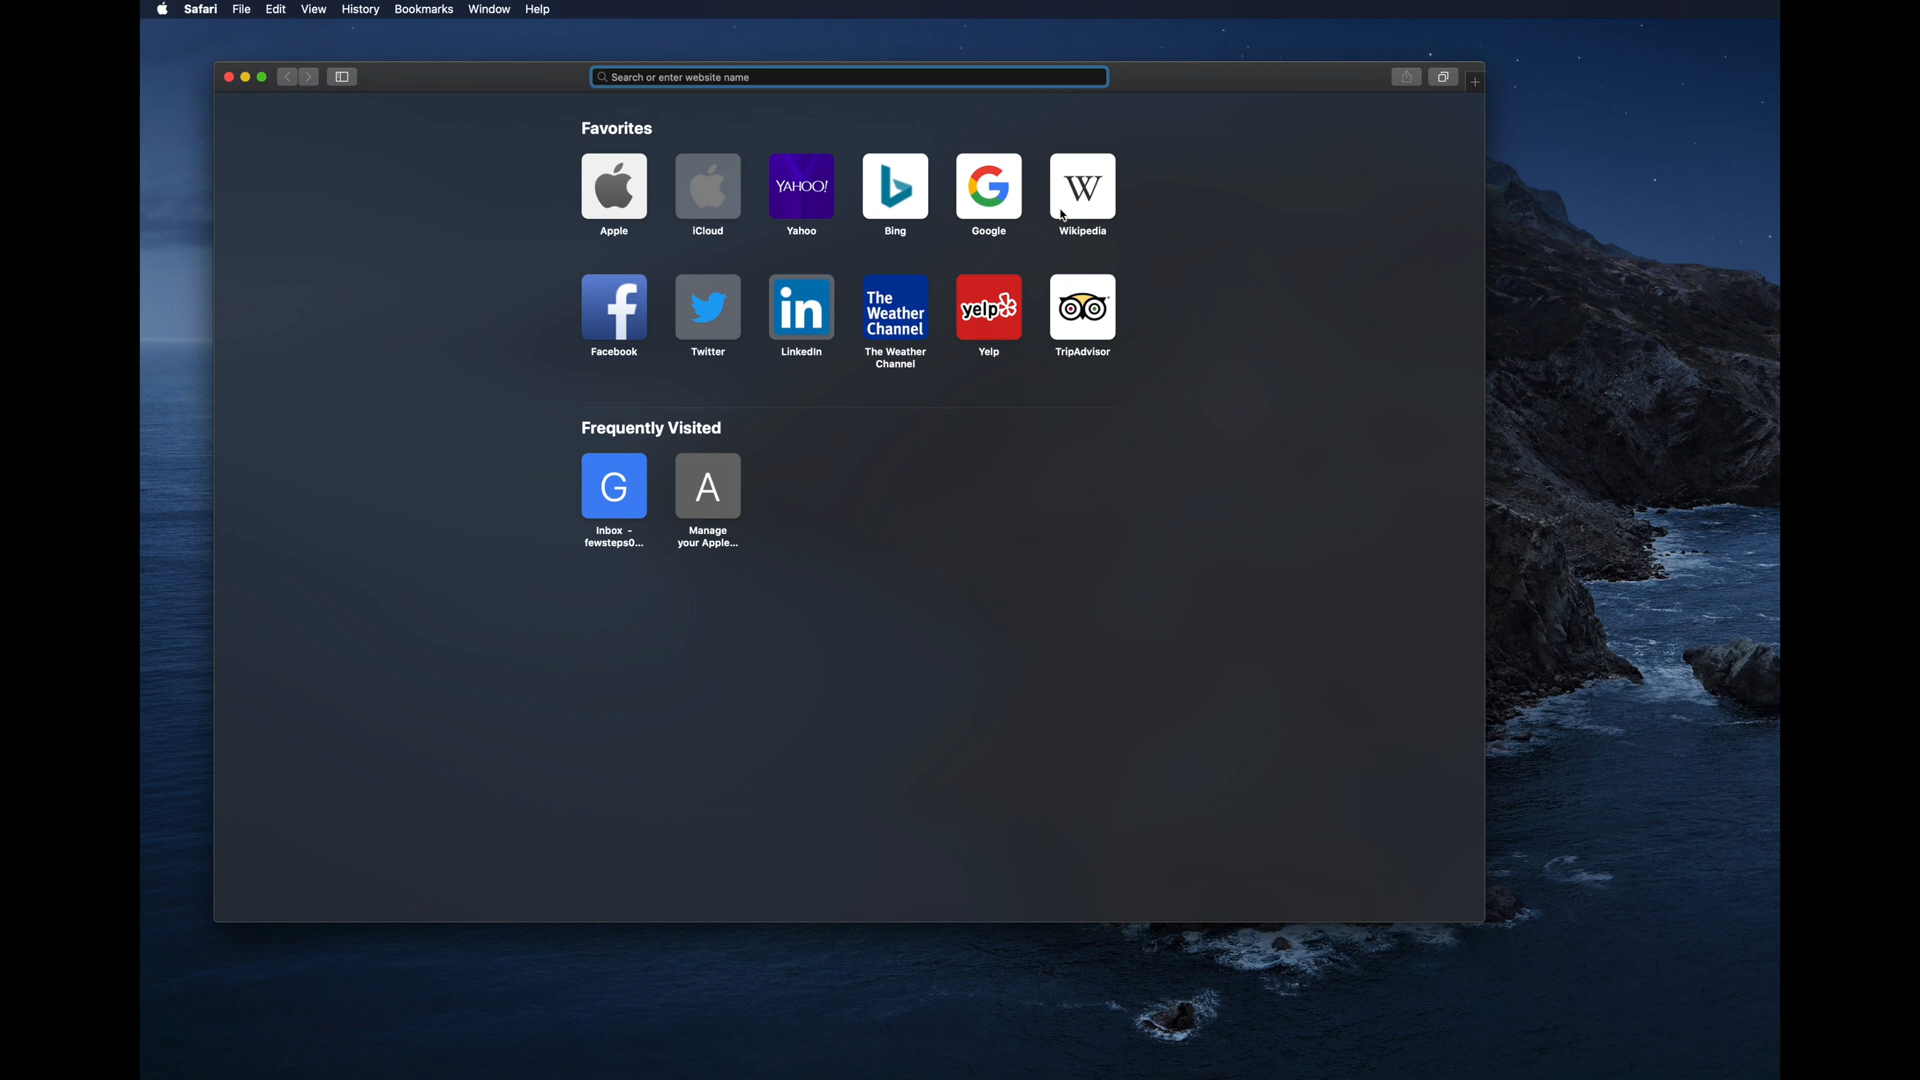 Safari File Edit View History Bookmarks Window Help
Search or enter website name
Favorites
YAHOO! G W
Apple iCloud Yahoo Bing Google Wikipedia
f in The Weather Channel yelp
Facebook Twitter LinkedIn The Weather Channel Yelp TripAdvisor
Frequently Visited
G A
Inbox - Manage
fewsteps0... your Apple...